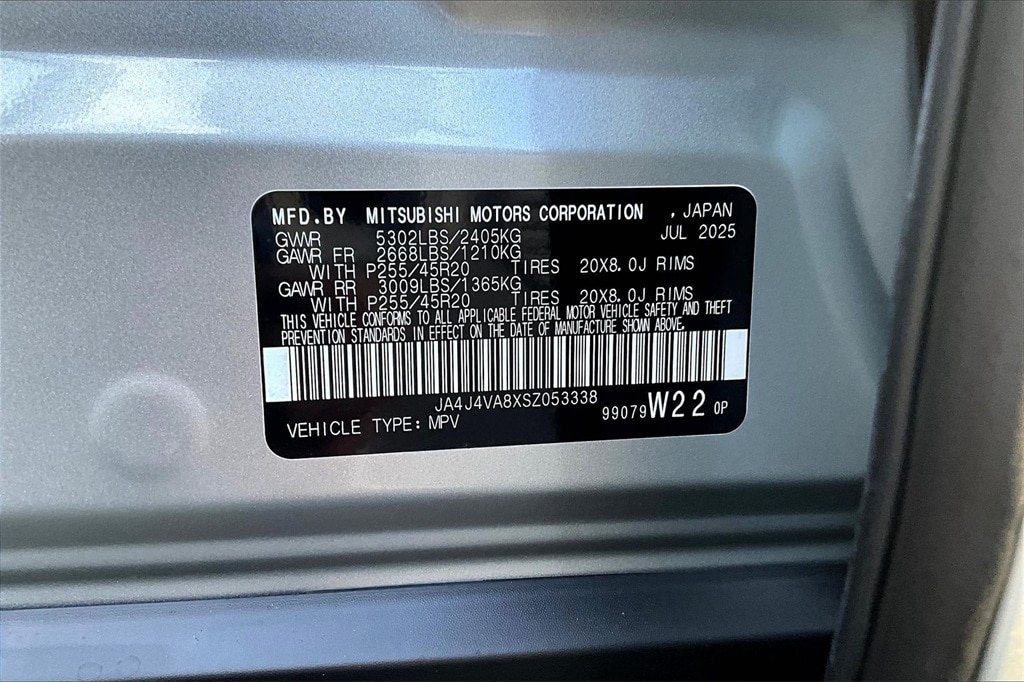 MFD.BY MITSUBISHI MOTORS CORPORATION , JAPAN
JUL 2025
GVWR 5302LBS/2405KG
GAWR FR 2668LBS/1210KG
WITH P255/45R20 TIRES 20X8.0J RIMS
GAWR RR 3009LBS/1365KG
WITH P255/45R20 TIRES 20X8.0J RIMS
THIS VEHICLE CONFORMS TO ALL APPLICABLE FEDERAL MOTOR VEHICLE SAFETY AND THEFT
PREVENTION STANDARDS IN EFFECT ON THE DATE OF MANUFACTURE SHOWN ABOVE.
JA4J4VA8XSZ053338
99079 W22 0P
VEHICLE TYPE: MPV